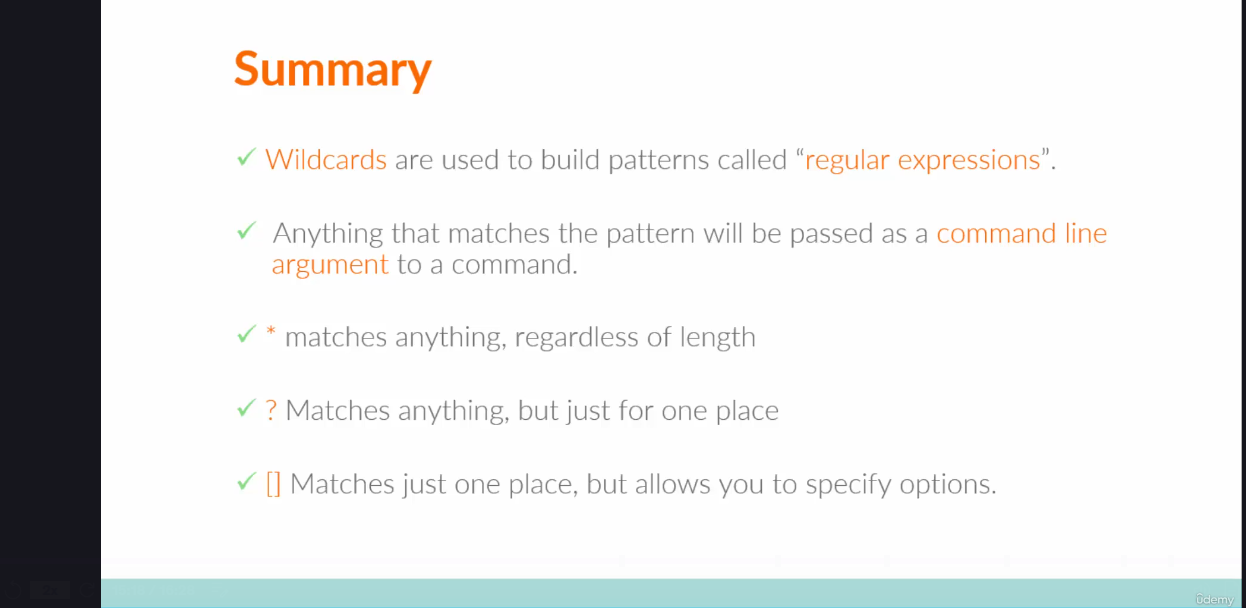 Summary
✓ Wildcards are used to build patterns called “regular expressions”.
✓ Anything that matches the pattern will be passed as a command line
argument to a command.
✓ * matches anything, regardless of length
✓ ? Matches anything, but just for one place
✓ [] Matches just one place, but allows you to specify options.
ûdemy